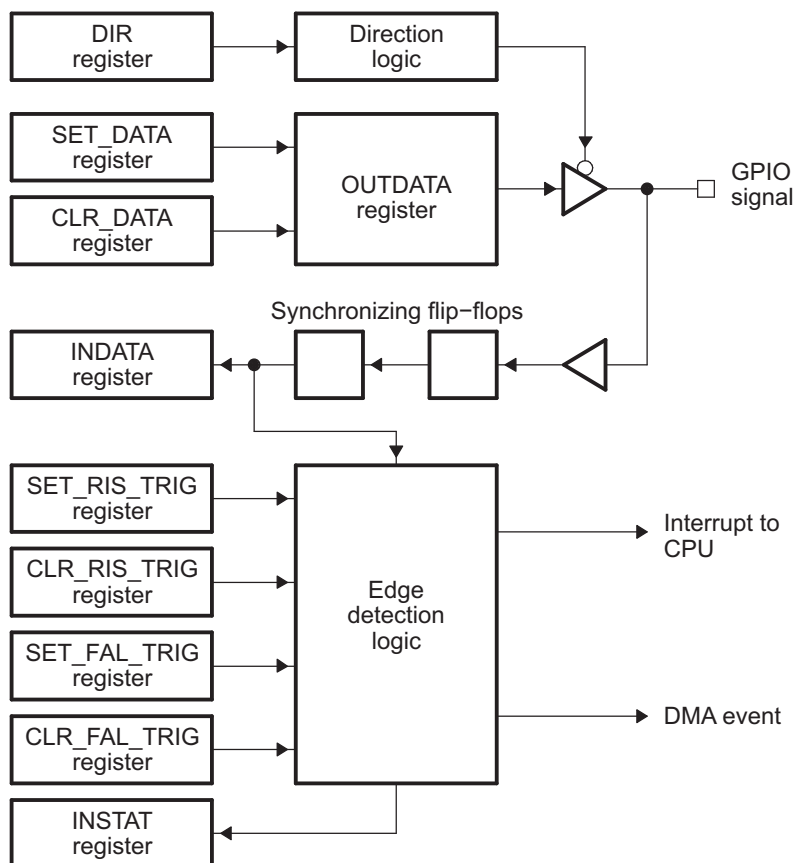 DIR
register
Direction
logic
SET_DATA
register
OUTDATA
register
GPIO
signal
CLR_DATA
register
Synchronizing flip−flops
INDATA
register
SET_RIS_TRIG
register
Interrupt to
CPU
CLR_RIS_TRIG
register
Edge
detection
logic
SET_FAL_TRIG
register
CLR_FAL_TRIG
register
DMA event
INSTAT
register